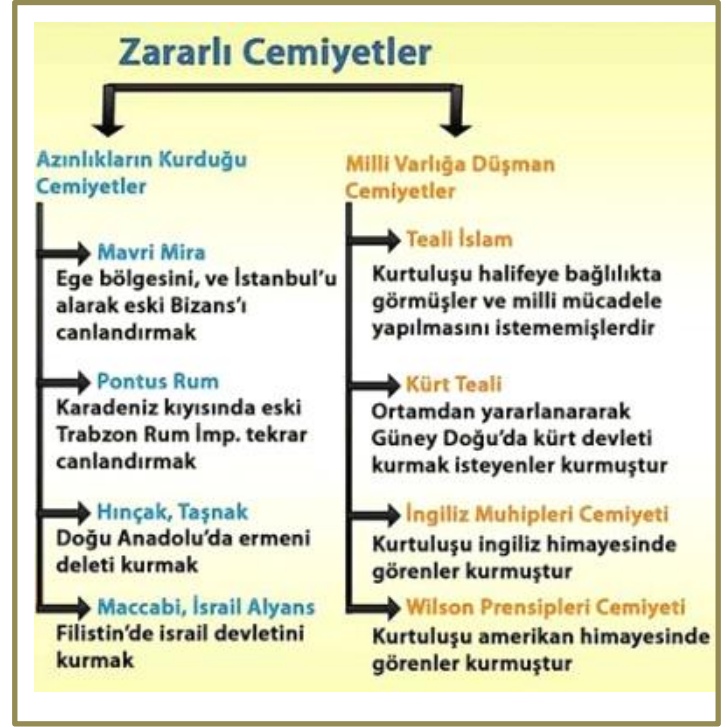 Zararlı Cemiyetler
Azınlıkların Kurduğu
Cemiyetler
Mavri Mira
Ege bölgesini, ve İstanbul'u
alarak eski Bizans'ı
canlandırmak
Pontus Rum
Karadeniz kıyısında eski
Trabzon Rum İmp. tekrar
canlandırmak
Hınçak, Taşnak
Doğu Anadolu'da ermeni
deleti kurmak
Maccabi, İsrail Alyans
Filistin'de israil devletini
kurmak
Milli Varlığa Düşman
Cemiyetler
Teali İslam
Kurtuluşu halifeye bağlılıkta
görmüşler ve milli mücadele
yapılmasını istememişlerdir
Kürt Teali
Ortamdan yararlanararak
Güney Doğu'da kürt devleti
kurmak isteyenler kurmuştur
İngiliz Muhipleri Cemiyeti
Kurtuluşu ingiliz himayesinde
görenler kurmuştur
Wilson Prensipleri Cemiyeti
Kurtuluşu amerikan himayesinde
görenler kurmuştur